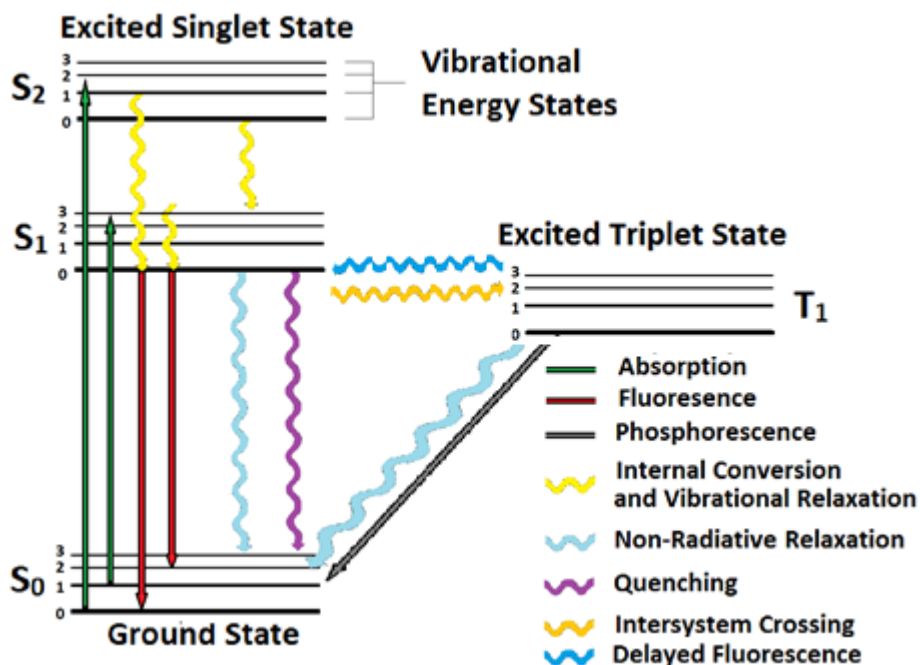 Excited Singlet State
3
2
S2
1
0
Vibrational
Energy States
3
2
S1
1
0
Excited Triplet State
3
2
1
T1
0
Absorption
Fluoresence
Phosphorescence
Internal Conversion
and Vibrational Relaxation
Non-Radiative Relaxation
Quenching
Intersystem Crossing
Delayed Fluorescence
3
2
S0
1
0
Ground State